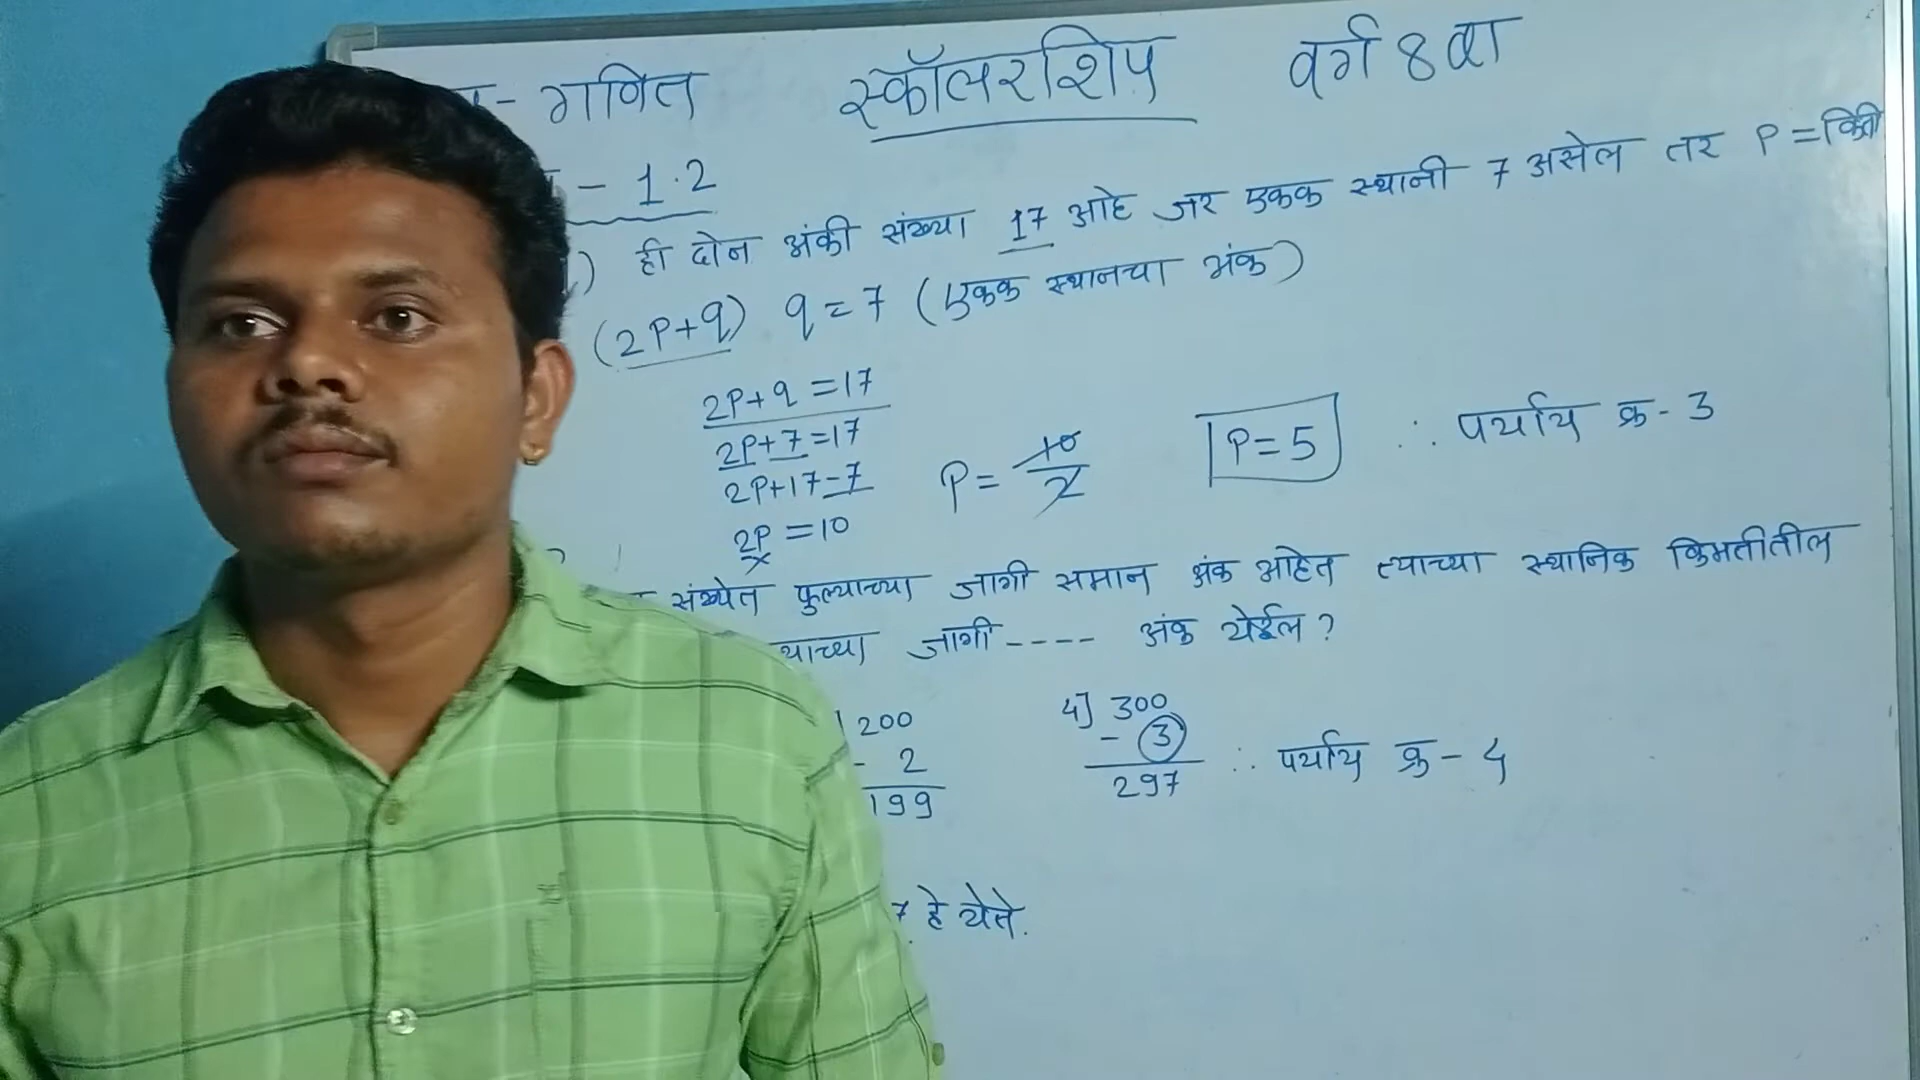 गणित स्कॉलरशिप वर्ग 8 वा
- 1.2
) ही दोन अंकी संख्या 17 आहे जर एकक स्थानी 7 असेल तर P = किती
(2P+q) q = 7 (एकक स्थानचा अंक)
2P+q =17
2P+7 =17
2P+17-7
2P =10
P = 10/2
P = 5 ∴ पर्याय क्र - 3
संख्येत फुल्याच्या जागी समान अंक आहेत त्याच्या स्थानिक किमतीतील
याच्या जागी ---- अंक येईल ?
200
- 2
199
4] 300
- 3
297 ∴ पर्याय क्र - 4
7 हे येते.